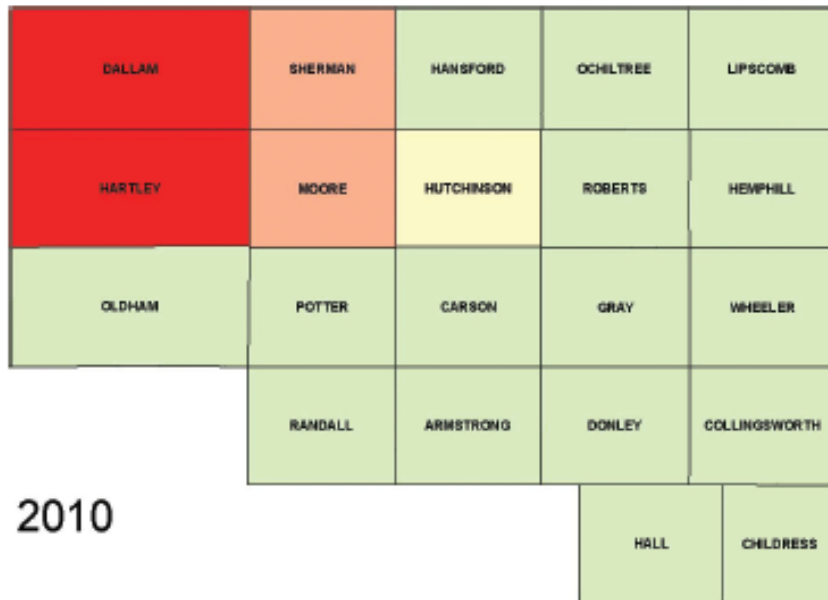 DALLAM SHERMAN HANSFORD OCHILTREE LIPSCOMB
HARTLEY MOORE HUTCHINSON ROBERTS HEMPHILL
OLDHAM POTTER CARSON GRAY WHEELER
RANDALL ARMSTRONG DONLEY COLLINGSWORTH
2010
HALL CHILDRESS